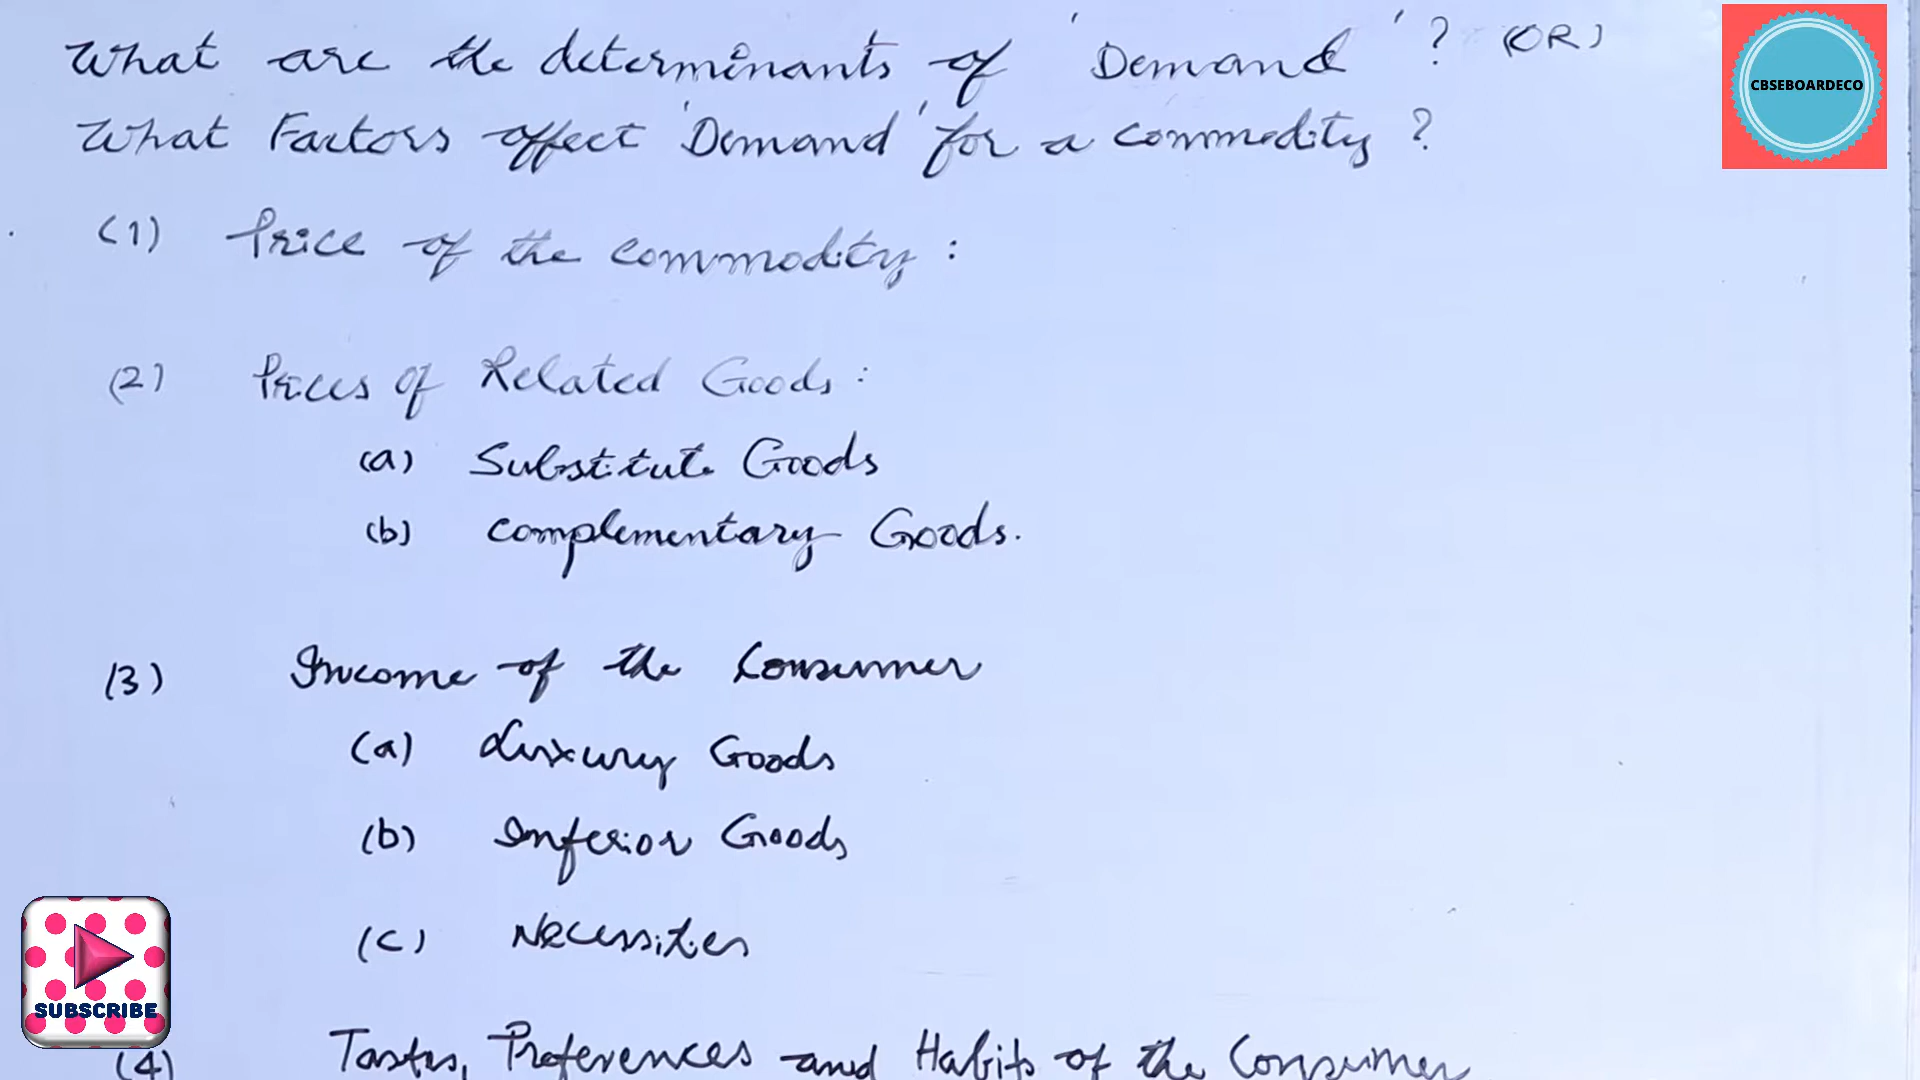 What are the determinants of 'Demand'? (OR)
What Factors affect 'Demand' for a commodity?
(1) Price of the commodity:
(2) Prices of Related Goods:
(a) Substitute Goods
(b) Complementary Goods.
(3) Income of the Consumer
(a) Luxury Goods
(b) Inferior Goods
(c) Necessities
(4) Tastes, Preferences and Habits of the Consumer
CBSEBOARDECO
SUBSCRIBE